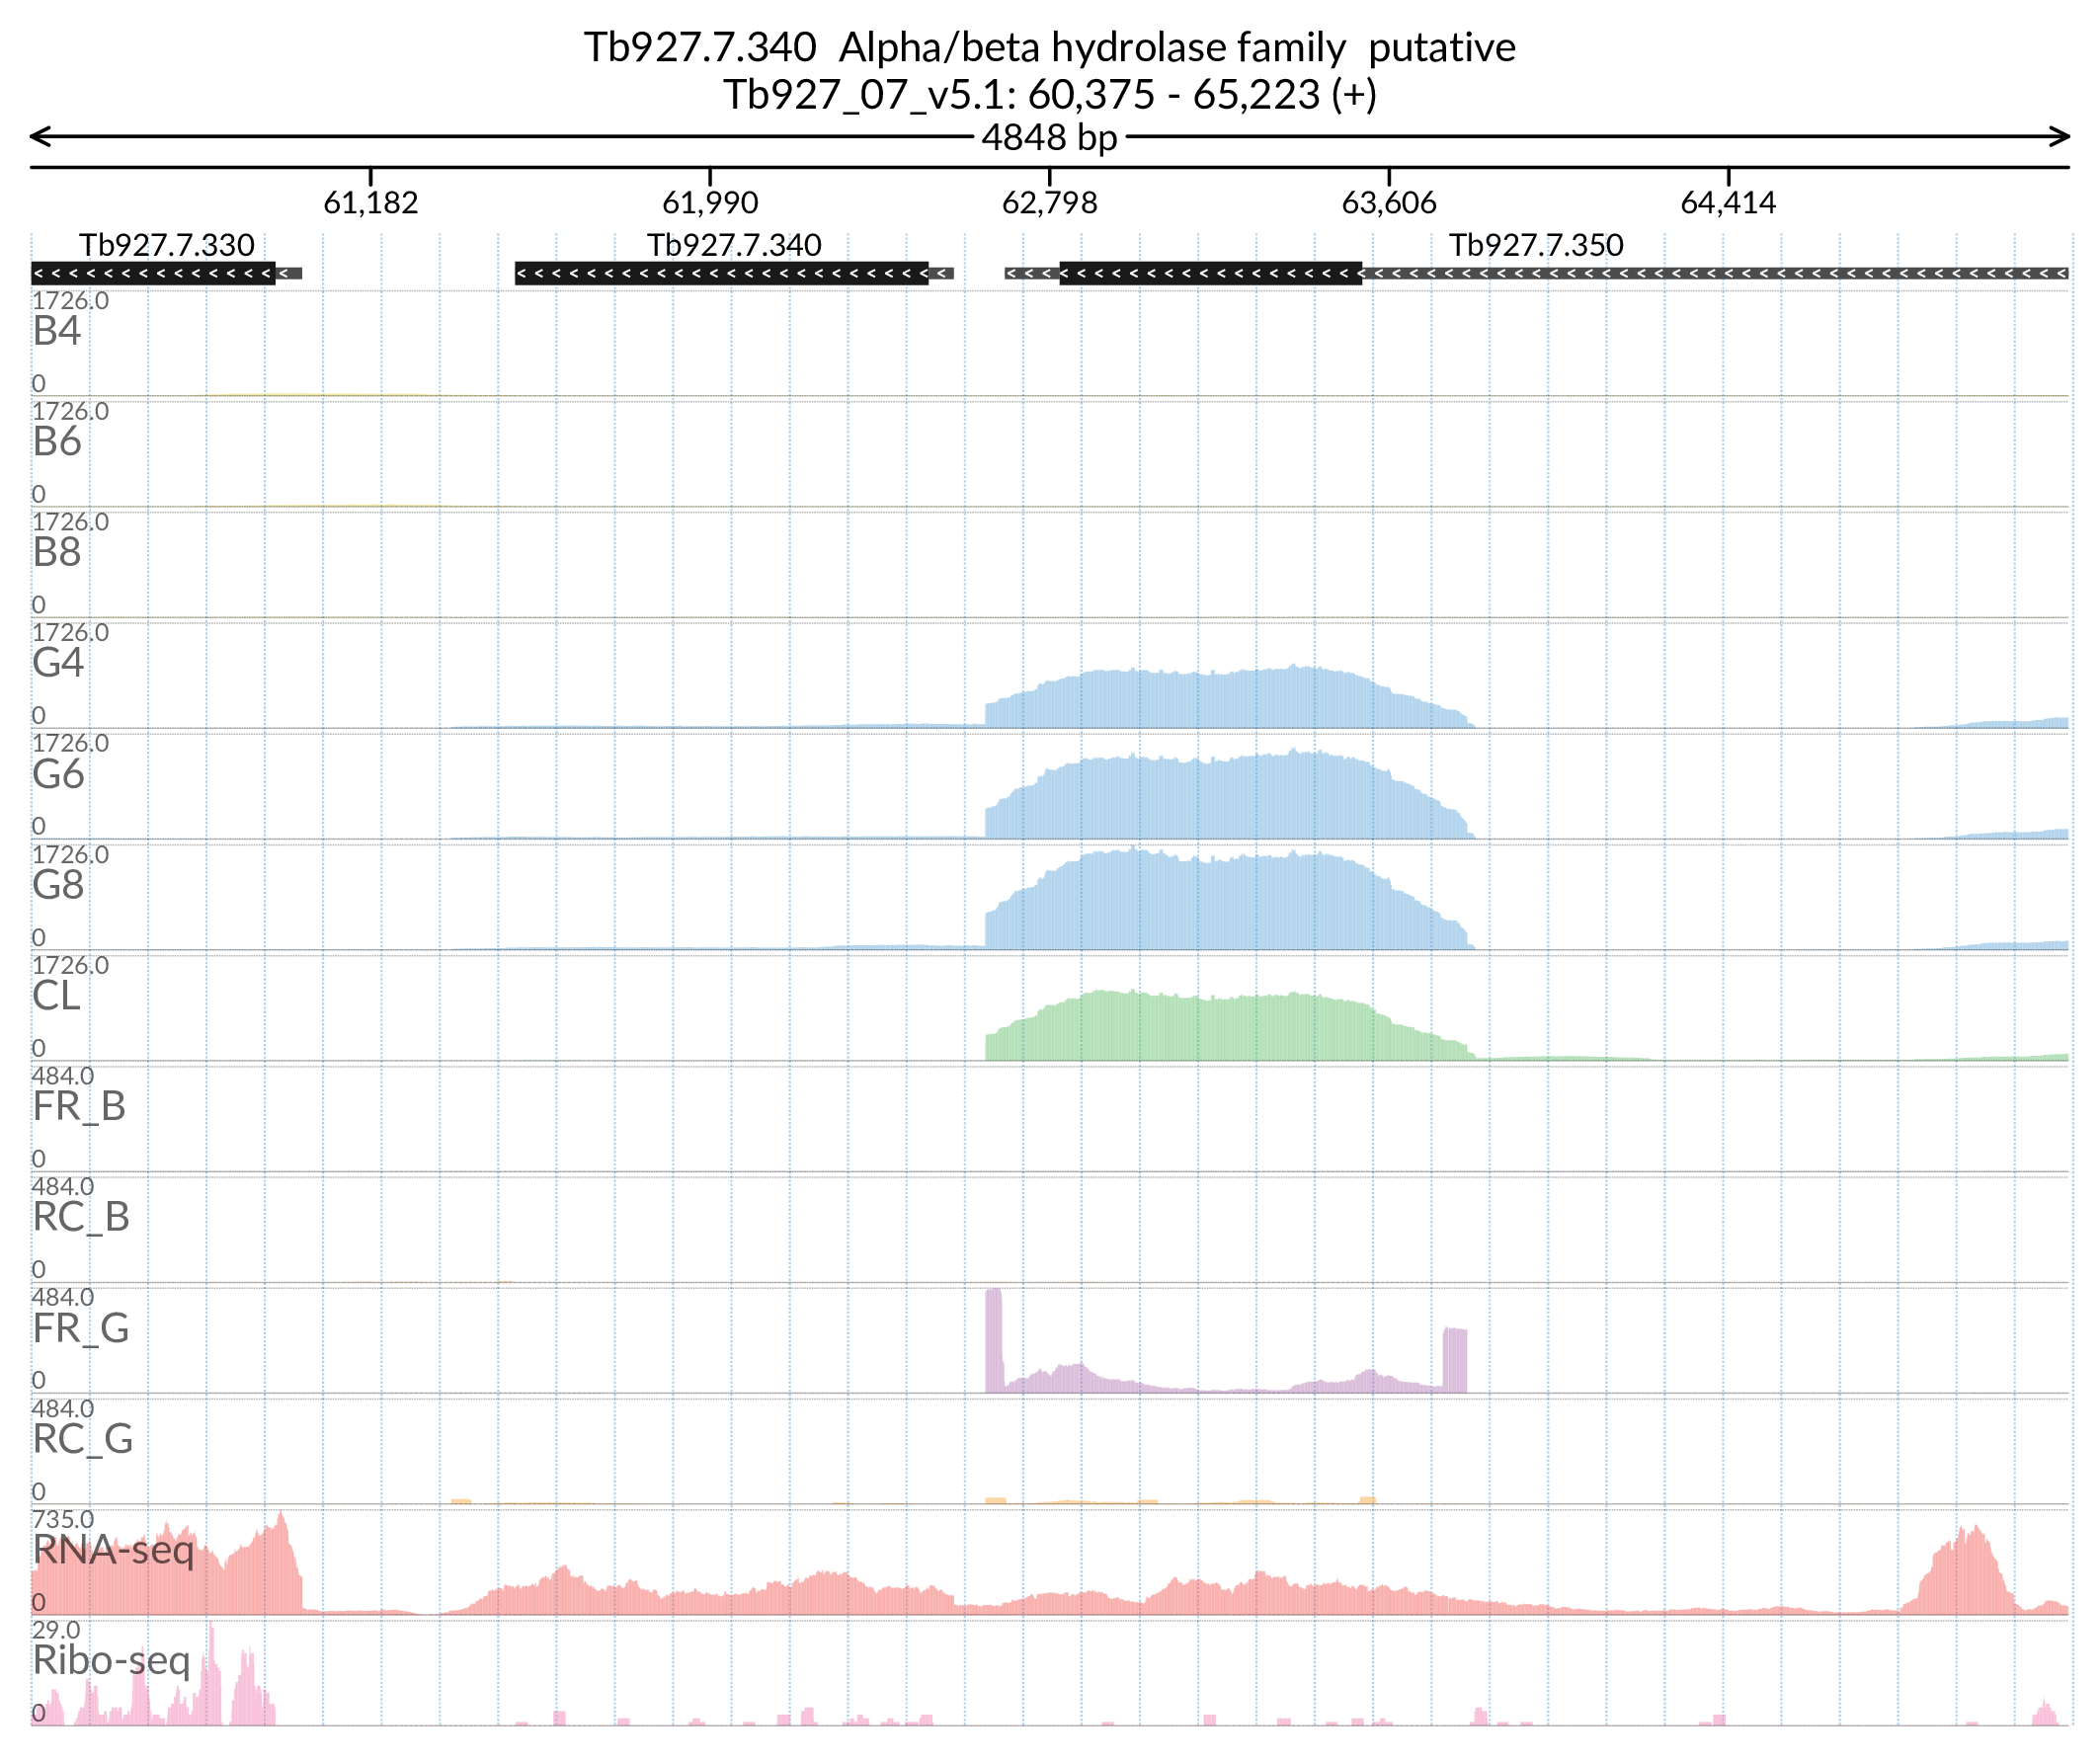 Tb927.7.340  Alpha/beta hydrolase family  putative
Tb927_07_v5.1: 60,375 - 65,223 (+)
4848 bp
61,182 61,990 62,798 63,606 64,414
Tb927.7.330 Tb927.7.340 Tb927.7.350
1726.0
B4
0
1726.0
B6
0
1726.0
B8
0
1726.0
G4
0
1726.0
G6
0
1726.0
G8
0
1726.0
CL
0
484.0
FR_B
0
484.0
RC_B
0
484.0
FR_G
0
484.0
RC_G
0
735.0
RNA-seq
0
29.0
Ribo-seq
0